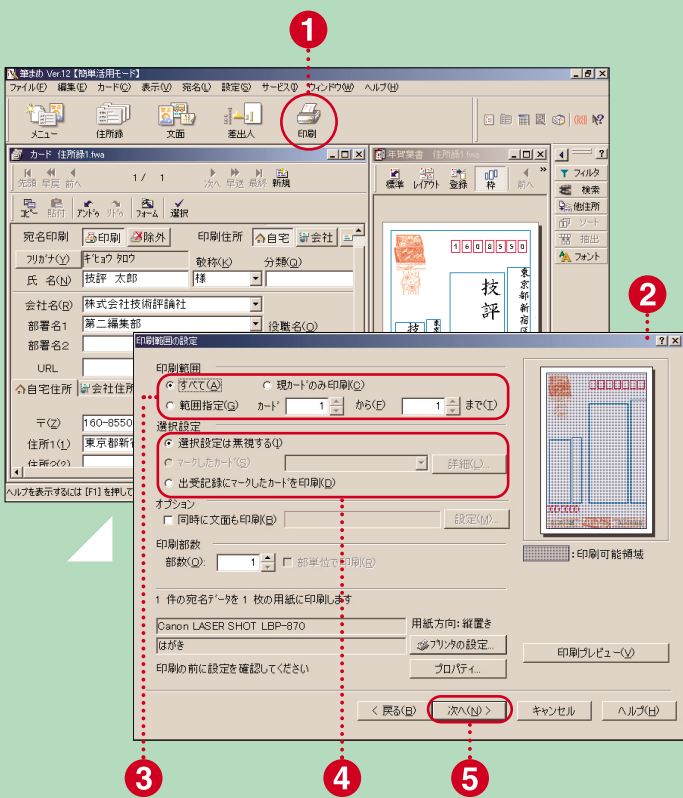 1
筆まめ Ver.12【簡単活用モード】
ファイル(F) 編集(E) カード(C) 表示(V) 宛名(L) 設定(S) サービス(I) ウィンドウ(W) ヘルプ(H)
メニュー 住所録 文面 差出人 印刷
カード 住所録1.fwa
先頭 早戻 前へ 1 / 1 次へ 早送 最終 新規
コピー 貼付 アンドゥ リドゥ フォーム 選択
宛名印刷 印刷 除外 印刷住所 自宅 会社
フリガナ(Y) ギヒョウ タロウ 敬称(K) 分類(Q)
氏 名(N) 技評 太郎 様
会社名(R) 株式会社技術評論社
部署名1 第二編集部 役職名(O)
部署名2
URL
自宅住所 会社住所
〒(Z) 160-8550
住所1(1) 東京都新宿
住所2(2)
ヘルプを表示するには [F1] を押して
年賀葉書 住所録1.fwa
標準 レイアウト 登録 枠 前へ
1608550
東京都新宿区
技評
技
フィルタ
検索
他住所
ソート
抽出
フォント
2
印刷範囲の設定
印刷範囲
すべて(A) 現カードのみ印刷(C)
範囲指定(G) カード 1 から(F) 1 まで(T)
選択設定
選択設定は無視する(I)
マークしたカード(S) 詳細(L)...
出受記録にマークしたカードを印刷(D)
オプション
同時に文面も印刷(B) 設定(M)...
印刷部数
部数(O): 1 部単位で印刷(R)
:印刷可能領域
1 件の宛名データを 1 枚の用紙に印刷します
Canon LASER SHOT LBP-870 用紙方向: 縦置き
はがき プリンタの設定...
印刷の前に設定を確認してください プロパティ...
印刷プレビュー(V)
< 戻る(B) 次へ(N) > キャンセル ヘルプ(H)
3 4 5